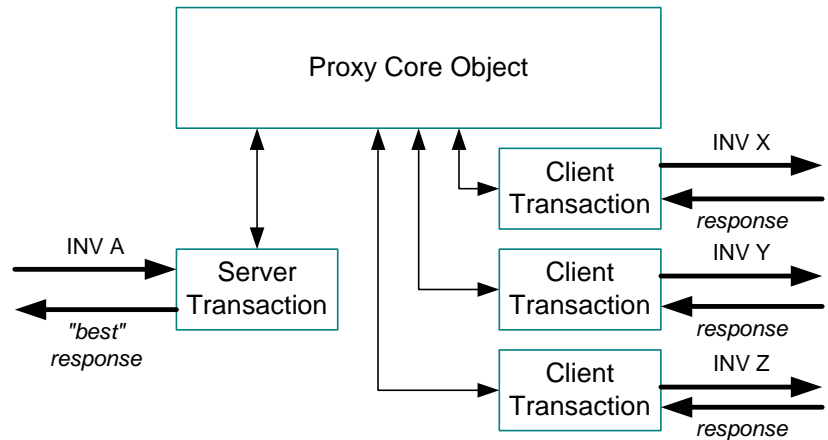 Proxy Core Object
INV X
Client
Transaction
response
INV A
Server
Transaction
"best"
response
INV Y
Client
Transaction
response
INV Z
Client
Transaction
response